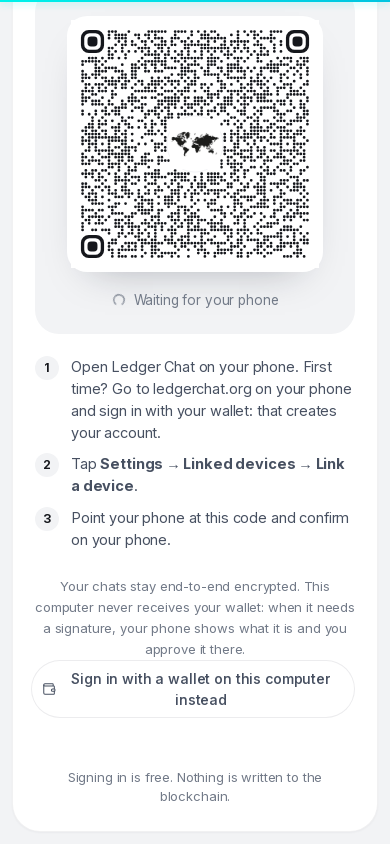 Waiting for your phone
1 Open Ledger Chat on your phone. First
time? Go to ledgerchat.org on your phone
and sign in with your wallet: that creates
your account.
2 Tap Settings → Linked devices → Link
a device.
3 Point your phone at this code and confirm
on your phone.
Your chats stay end-to-end encrypted. This
computer never receives your wallet: when it needs
a signature, your phone shows what it is and you
approve it there.
Sign in with a wallet on this computer
instead
Signing in is free. Nothing is written to the
blockchain.